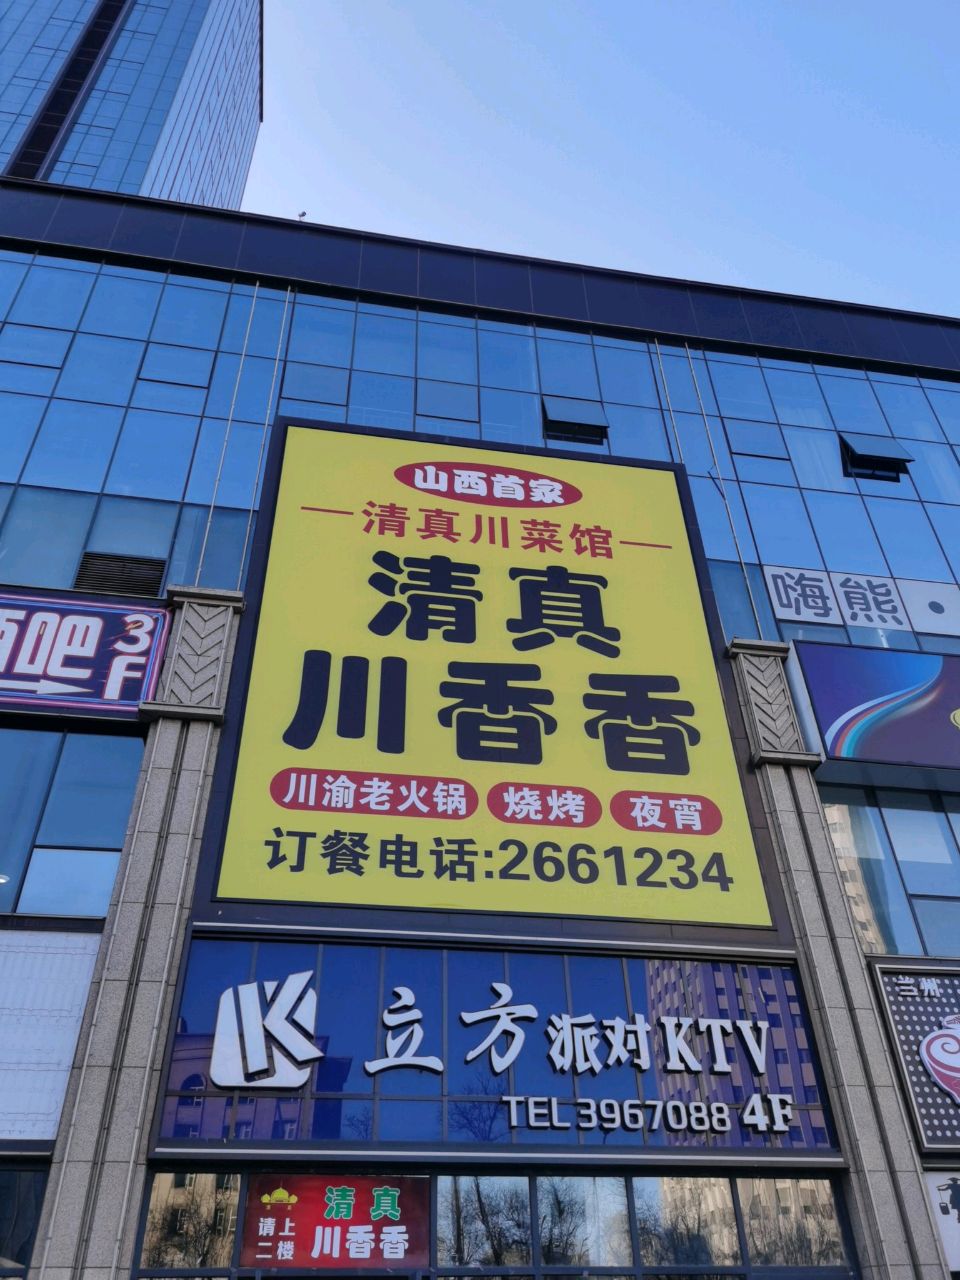 山西首家
清真川菜馆
清真
川香香
川渝老火锅 烧烤 夜宵
订餐电话:2661234
吧 3F
嗨熊·
K 立方派对KTV
TEL 3967088 4F
兰州
请上二楼
清真
川香香